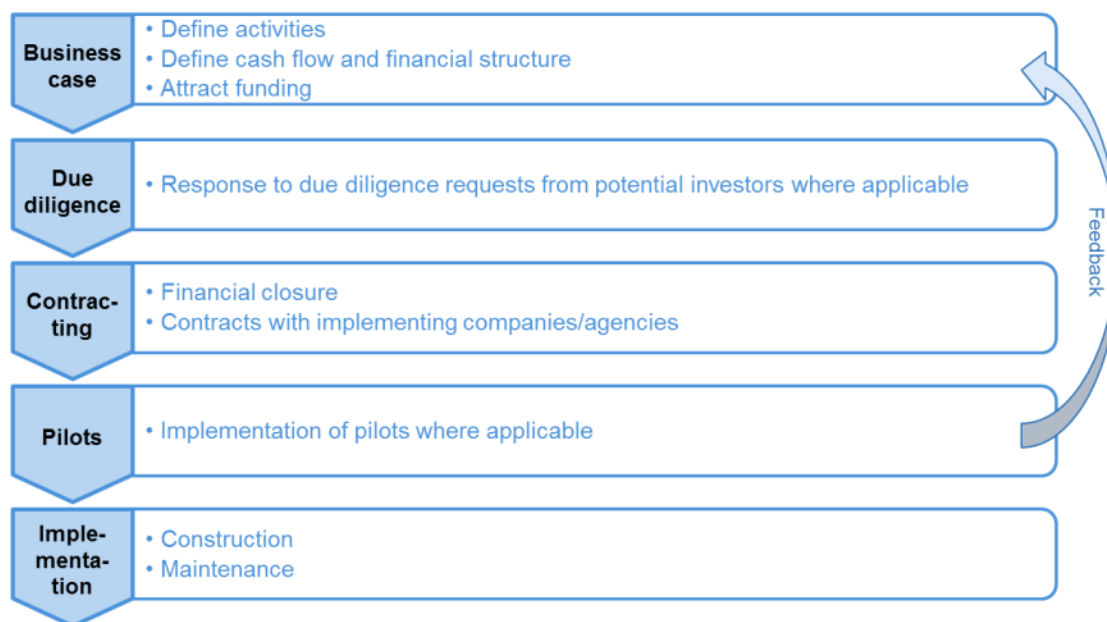 Business
case
• Define activities
• Define cash flow and financial structure
• Attract funding
Due
diligence
• Response to due diligence requests from potential investors where applicable
Contrac-
ting
• Financial closure
• Contracts with implementing companies/agencies
Pilots
• Implementation of pilots where applicable
Imple-
menta-
tion
• Construction
• Maintenance
Feedback